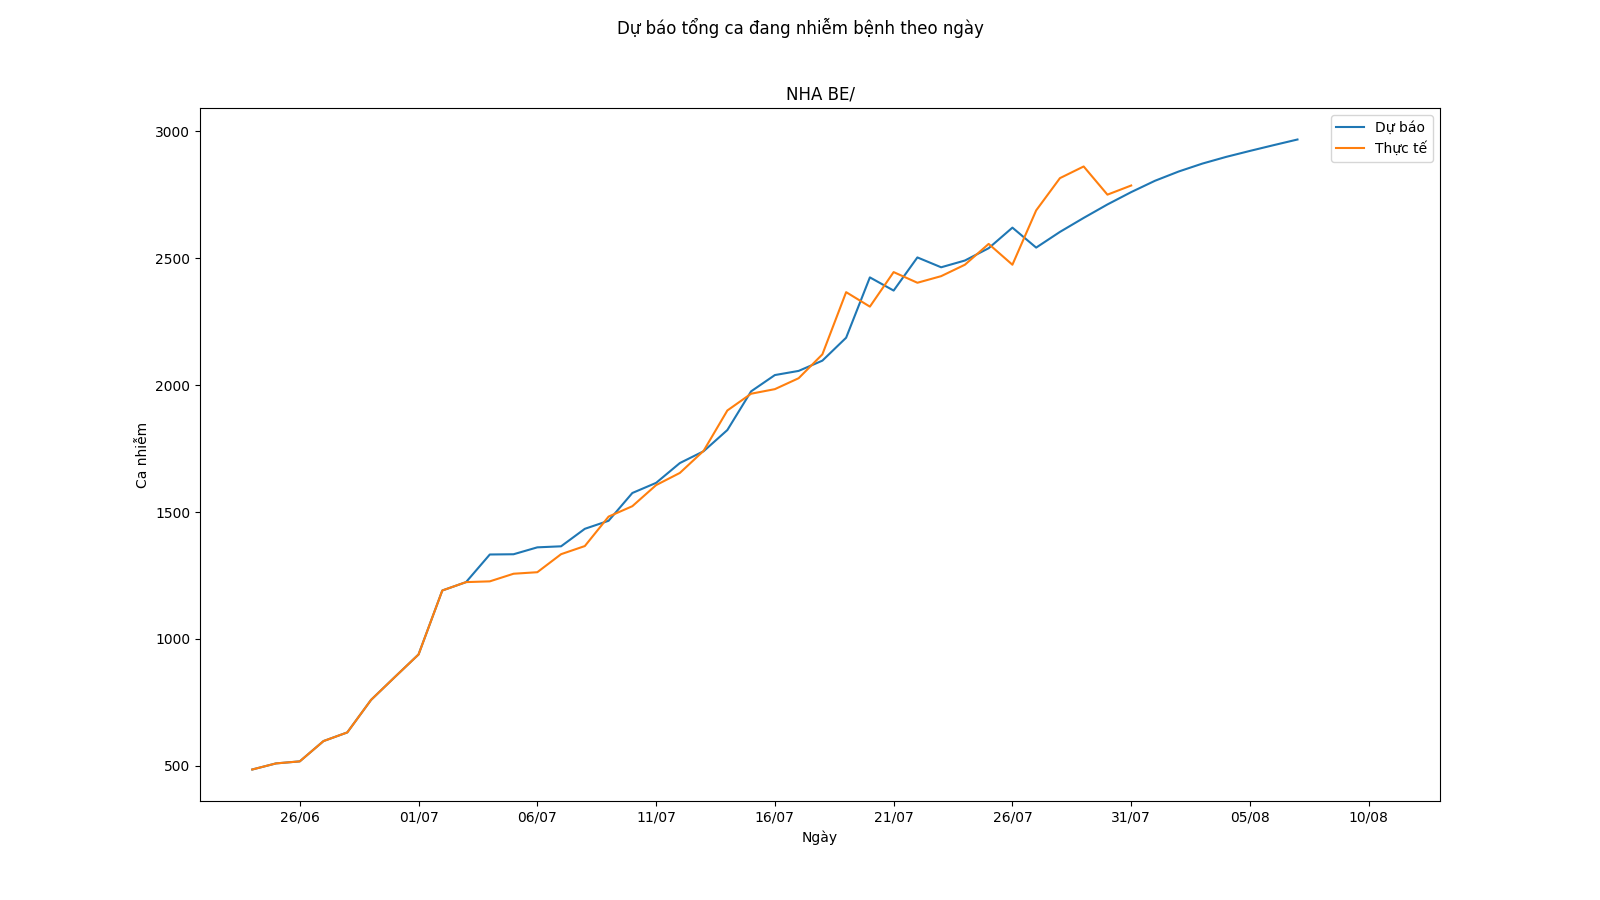 Dự báo tổng ca đang nhiễm bệnh theo ngày
NHA BE/
Dự báo
Thực tế
3000
2500
2000
1500
1000
500
Ca nhiễm
26/06
01/07
06/07
11/07
16/07
21/07
26/07
31/07
05/08
10/08
Ngày